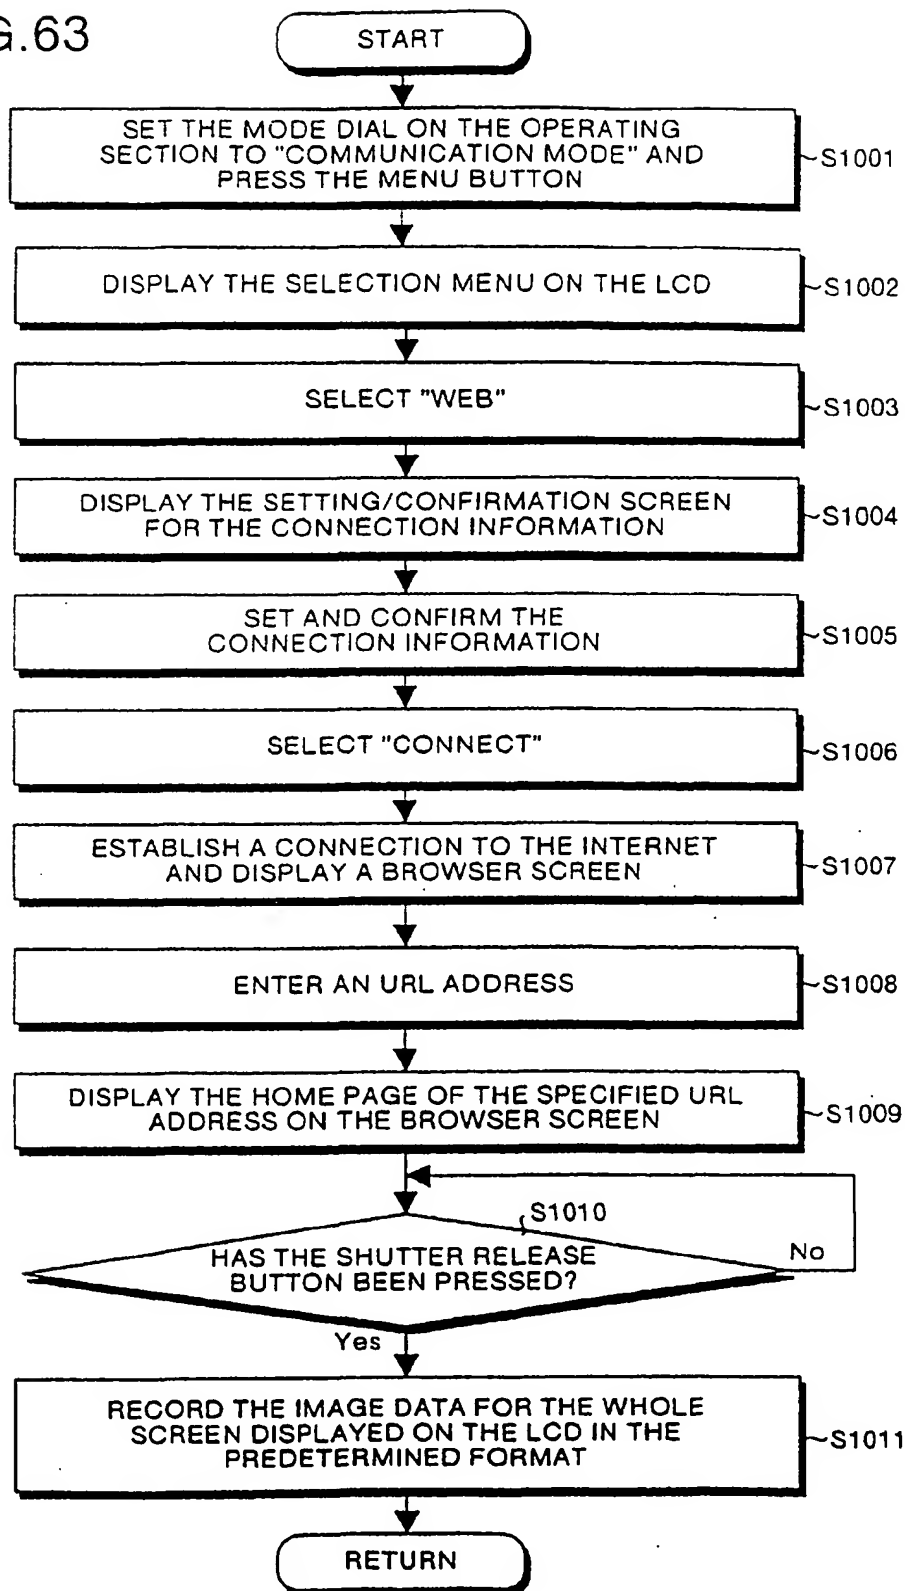 G.63
START
SET THE MODE DIAL ON THE OPERATING
SECTION TO "COMMUNICATION MODE" AND
PRESS THE MENU BUTTON
S1001
DISPLAY THE SELECTION MENU ON THE LCD
S1002
SELECT "WEB"
S1003
DISPLAY THE SETTING/CONFIRMATION SCREEN
FOR THE CONNECTION INFORMATION
S1004
SET AND CONFIRM THE
CONNECTION INFORMATION
S1005
SELECT "CONNECT"
S1006
ESTABLISH A CONNECTION TO THE INTERNET
AND DISPLAY A BROWSER SCREEN
S1007
ENTER AN URL ADDRESS
S1008
DISPLAY THE HOME PAGE OF THE SPECIFIED URL
ADDRESS ON THE BROWSER SCREEN
S1009
S1010
HAS THE SHUTTER RELEASE
BUTTON BEEN PRESSED?
No
Yes
RECORD THE IMAGE DATA FOR THE WHOLE
SCREEN DISPLAYED ON THE LCD IN THE
PREDETERMINED FORMAT
S1011
RETURN